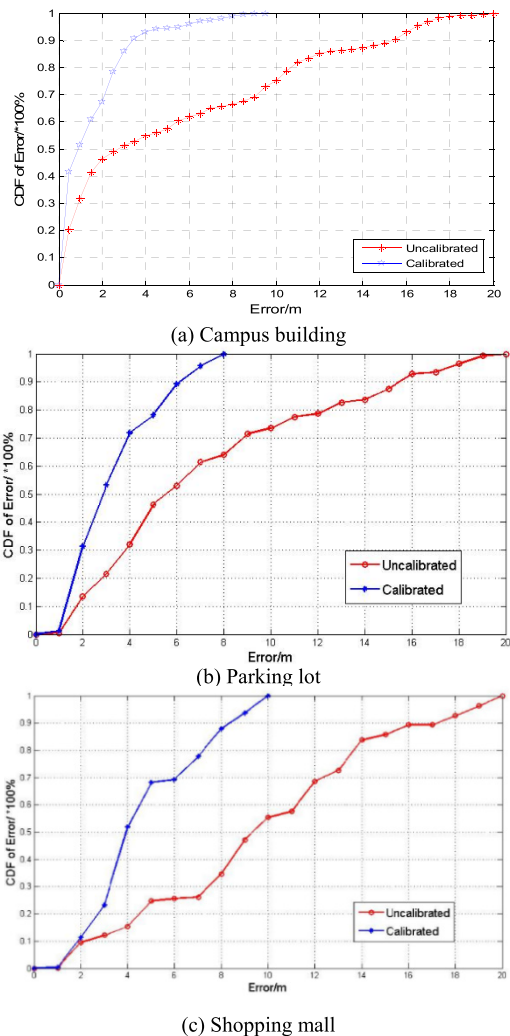 1
0.9
0.8
0.7
0.6
0.5
0.4
0.3
0.2
0.1
0
CDF of Error/*100%
Uncalibrated
Calibrated
0 2 4 6 8 10 12 14 16 18 20
Error/m
(a) Campus building
1
0.9
0.8
0.7
0.6
0.5
0.4
0.3
0.2
0.1
0
CDF of Error/ *100%
Uncalibrated
Calibrated
0 2 4 6 8 10 12 14 16 18 20
Error/m
(b) Parking lot
1
0.9
0.8
0.7
0.6
0.5
0.4
0.3
0.2
0.1
0
CDF of Error/ *100%
Uncalibrated
Calibrated
0 2 4 6 8 10 12 14 16 18 20
Error/m
(c) Shopping mall